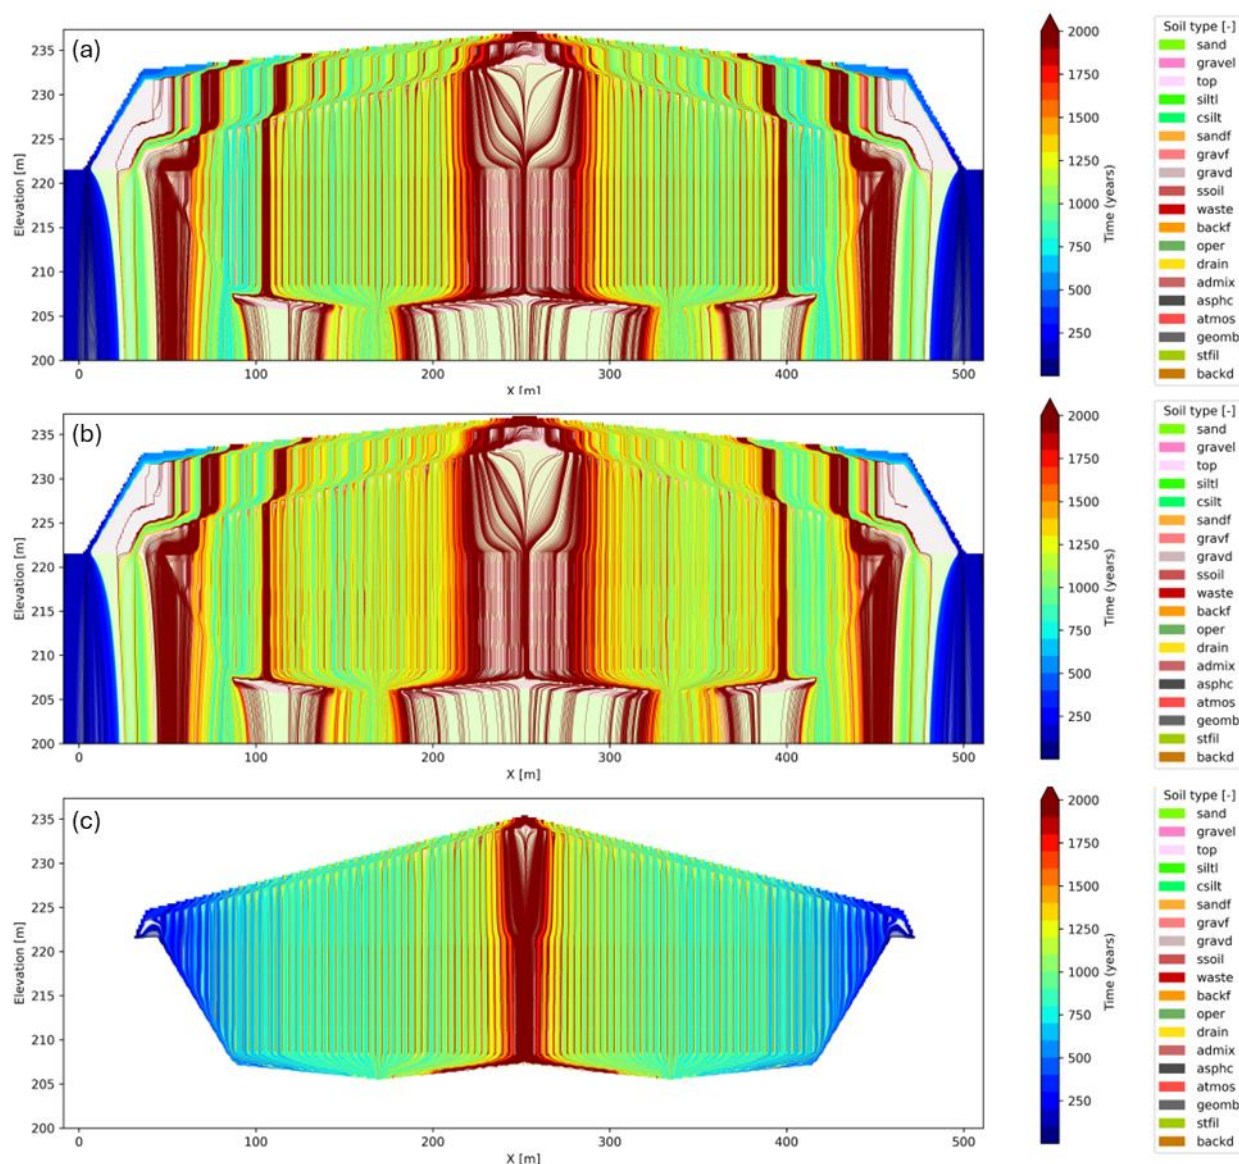 (a)
Elevation [m]
235
230
225
220
215
210
205
200
0 100 200 300 400 500
X [m]
2000
1750
1500
1250
1000
750
500
250
Time (years)
Soil type [-]
sand
gravel
top
siltl
csilt
sandf
gravf
gravd
ssoil
waste
backf
oper
drain
admix
asphc
atmos
geomb
stfil
backd
(b)
Elevation [m]
235
230
225
220
215
210
205
200
0 100 200 300 400 500
X [m]
2000
1750
1500
1250
1000
750
500
250
Time (years)
Soil type [-]
sand
gravel
top
siltl
csilt
sandf
gravf
gravd
ssoil
waste
backf
oper
drain
admix
asphc
atmos
geomb
stfil
backd
(c)
Elevation [m]
235
230
225
220
215
210
205
200
0 100 200 300 400 500
X [m]
2000
1750
1500
1250
1000
750
500
250
Time (years)
Soil type [-]
sand
gravel
top
siltl
csilt
sandf
gravf
gravd
ssoil
waste
backf
oper
drain
admix
asphc
atmos
geomb
stfil
backd